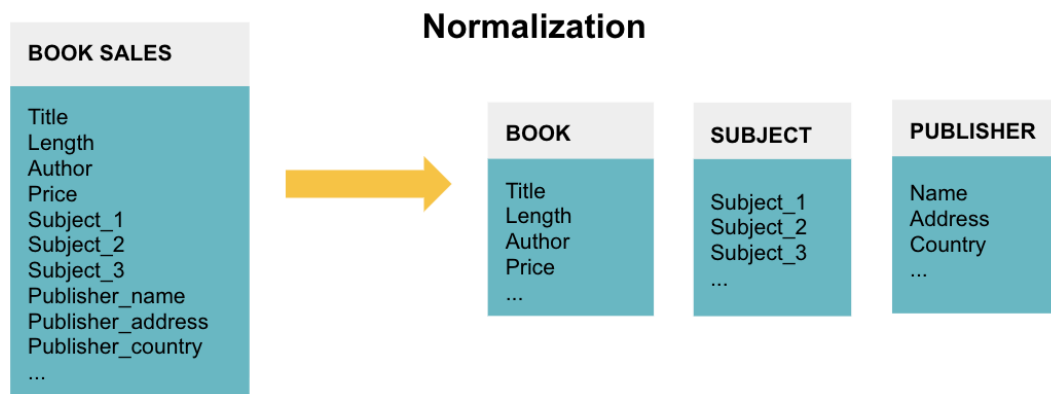 Normalization
BOOK SALES
Title
Length
Author
Price
Subject_1
Subject_2
Subject_3
Publisher_name
Publisher_address
Publisher_country
...
BOOK
Title
Length
Author
Price
...
SUBJECT
Subject_1
Subject_2
Subject_3
...
PUBLISHER
Name
Address
Country
...